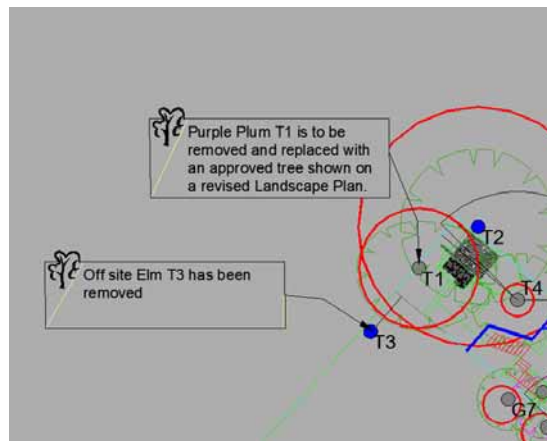 Purple Plum T1 is to be
removed and replaced with
an approved tree shown on
a revised Landscape Plan.
T2
Off site Elm T3 has been
removed
T1
T4
T3
G7